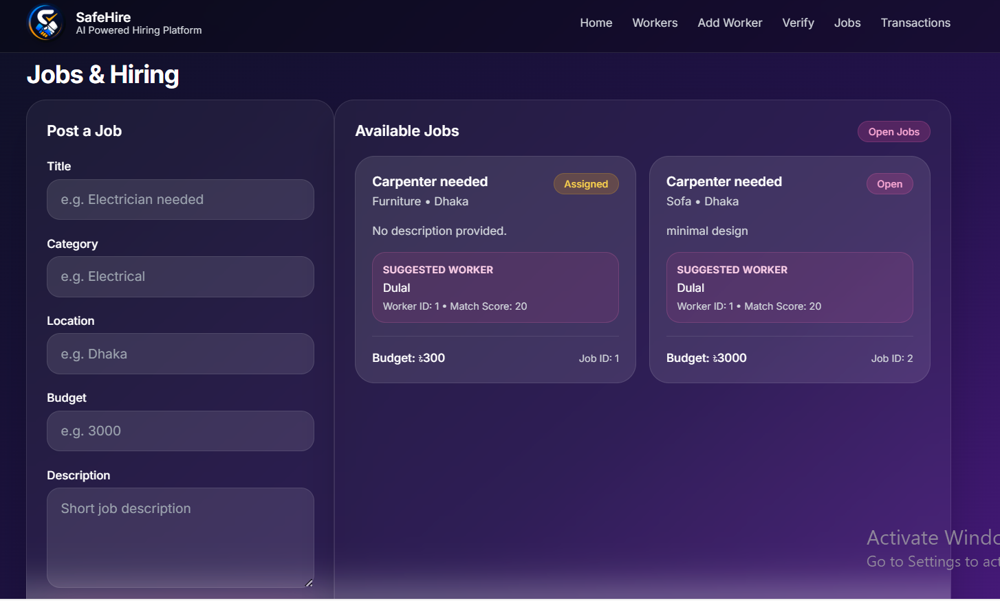 SafeHire
AI Powered Hiring Platform
Home Workers Add Worker Verify Jobs Transactions
Jobs & Hiring
Post a Job
Title
e.g. Electrician needed
Category
e.g. Electrical
Location
e.g. Dhaka
Budget
e.g. 3000
Description
Short job description
Available Jobs
Open Jobs
Carpenter needed
Assigned
Furniture • Dhaka
No description provided.
SUGGESTED WORKER
Dulal
Worker ID: 1 • Match Score: 20
Budget: ৳300
Job ID: 1
Carpenter needed
Open
Sofa • Dhaka
minimal design
SUGGESTED WORKER
Dulal
Worker ID: 1 • Match Score: 20
Budget: ৳3000
Job ID: 2
Activate Windo
Go to Settings to act